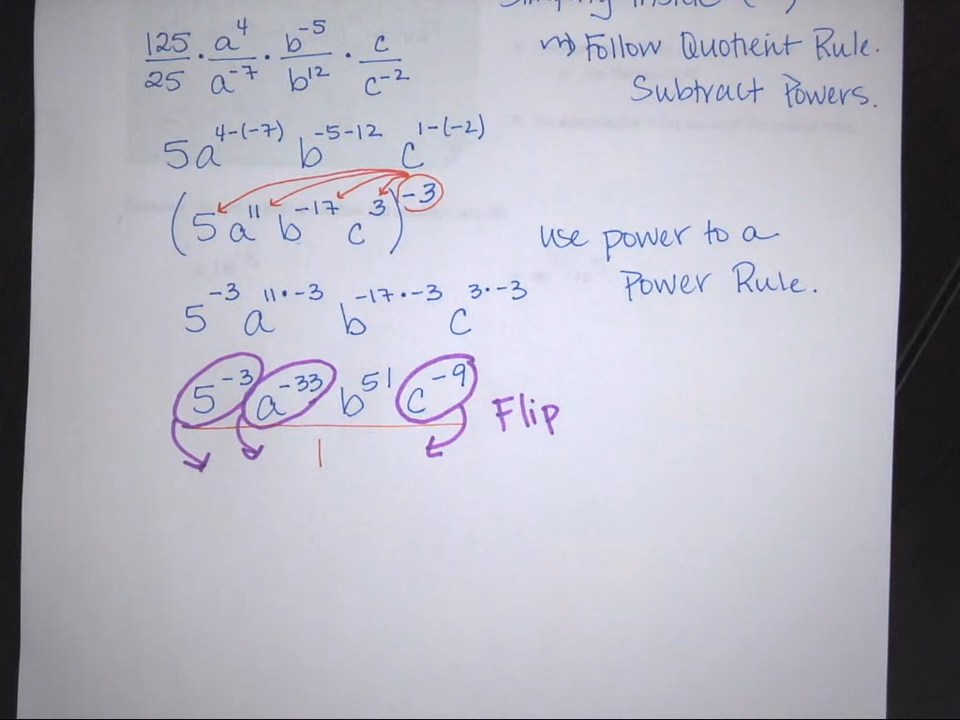 Simplify Inside ( )
125/25 · a^4/a^-7 · b^-5/b^12 · c/c^-2
⇝ Follow Quotient Rule.
Subtract Powers.
5a^4-(-7) b^-5-12 c^1-(-2)
(5a^11 b^-17 c^3)^-3
use power to a
Power Rule.
5^-3 a^11·-3 b^-17·-3 c^3·-3
5^-3 a^-33 b^51 c^-9
Flip
1